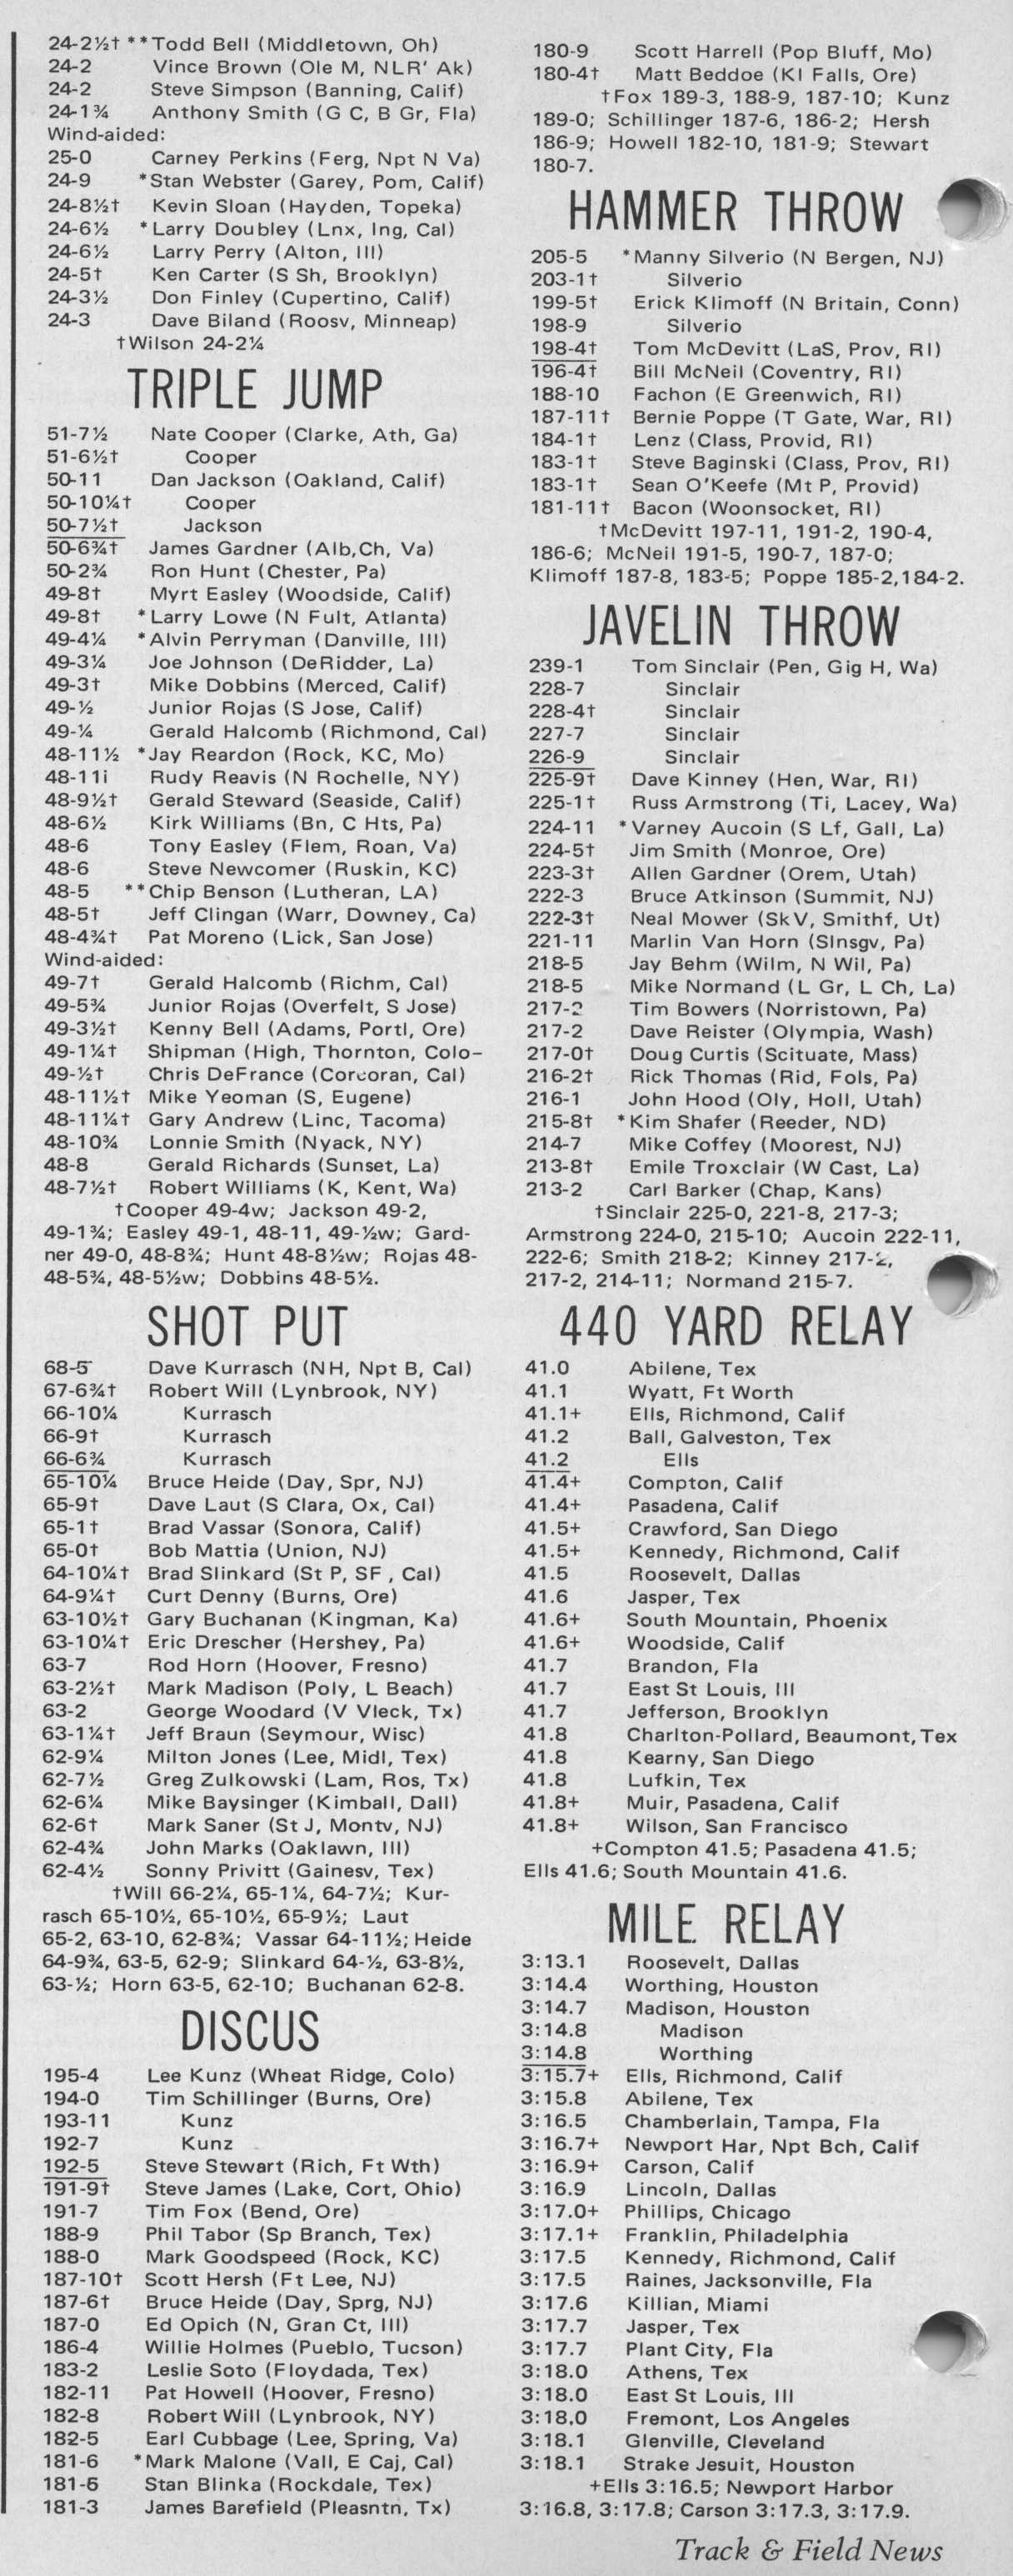 24-2½† **Todd Bell (Middletown, Oh)
24-2 Vince Brown (Ole M, NLR' Ak)
24-2 Steve Simpson (Banning, Calif)
24-1¾ Anthony Smith (G C, B Gr, Fla)
Wind-aided:
25-0 Carney Perkins (Ferg, Npt N Va)
24-9 *Stan Webster (Garey, Pom, Calif)
24-8½† Kevin Sloan (Hayden, Topeka)
24-6½ *Larry Doubley (Lnx, Ing, Cal)
24-6½ Larry Perry (Alton, Ill)
24-5† Ken Carter (S Sh, Brooklyn)
24-3½ Don Finley (Cupertino, Calif)
24-3 Dave Biland (Roosv, Minneap)
†Wilson 24-2¼
TRIPLE JUMP
51-7½ Nate Cooper (Clarke, Ath, Ga)
51-6½† Cooper
50-11 Dan Jackson (Oakland, Calif)
50-10¼† Cooper
50-7½† Jackson
50-6¾† James Gardner (Alb,Ch, Va)
50-2¾ Ron Hunt (Chester, Pa)
49-8† Myrt Easley (Woodside, Calif)
49-8† *Larry Lowe (N Fult, Atlanta)
49-4¼ *Alvin Perryman (Danville, Ill)
49-3¼ Joe Johnson (DeRidder, La)
49-3† Mike Dobbins (Merced, Calif)
49-½ Junior Rojas (S Jose, Calif)
49-¼ Gerald Halcomb (Richmond, Cal)
48-11½ *Jay Reardon (Rock, KC, Mo)
48-11i Rudy Reavis (N Rochelle, NY)
48-9½† Gerald Steward (Seaside, Calif)
48-6½ Kirk Williams (Bn, C Hts, Pa)
48-6 Tony Easley (Flem, Roan, Va)
48-6 Steve Newcomer (Ruskin, KC)
48-5 **Chip Benson (Lutheran, LA)
48-5† Jeff Clingan (Warr, Downey, Ca)
48-4¾† Pat Moreno (Lick, San Jose)
Wind-aided:
49-7† Gerald Halcomb (Richm, Cal)
49-5¾ Junior Rojas (Overfelt, S Jose)
49-3½† Kenny Bell (Adams, Portl, Ore)
49-1¼† Shipman (High, Thornton, Colo–
49-½† Chris DeFrance (Corcoran, Cal)
48-11½† Mike Yeoman (S, Eugene)
48-11¼† Gary Andrew (Linc, Tacoma)
48-10¾ Lonnie Smith (Nyack, NY)
48-8 Gerald Richards (Sunset, La)
48-7½† Robert Williams (K, Kent, Wa)
†Cooper 49-4w; Jackson 49-2,
49-1¾; Easley 49-1, 48-11, 49-½w; Gard-
ner 49-0, 48-8¾; Hunt 48-8½w; Rojas 48-
48-5¾, 48-5½w; Dobbins 48-5½.
SHOT PUT
68-5 Dave Kurrasch (NH, Npt B, Cal)
67-6¾† Robert Will (Lynbrook, NY)
66-10¼ Kurrasch
66-9† Kurrasch
66-6¾ Kurrasch
65-10¼ Bruce Heide (Day, Spr, NJ)
65-9† Dave Laut (S Clara, Ox, Cal)
65-1† Brad Vassar (Sonora, Calif)
65-0† Bob Mattia (Union, NJ)
64-10¼† Brad Slinkard (St P, SF , Cal)
64-9¼† Curt Denny (Burns, Ore)
63-10½† Gary Buchanan (Kingman, Ka)
63-10¼† Eric Drescher (Hershey, Pa)
63-7 Rod Horn (Hoover, Fresno)
63-2½† Mark Madison (Poly, L Beach)
63-2 George Woodard (V Vleck, Tx)
63-1¼† Jeff Braun (Seymour, Wisc)
62-9¼ Milton Jones (Lee, Midl, Tex)
62-7½ Greg Zulkowski (Lam, Ros, Tx)
62-6¼ Mike Baysinger (Kimball, Dall)
62-6† Mark Saner (St J, Montv, NJ)
62-4¾ John Marks (Oaklawn, Ill)
62-4½ Sonny Privitt (Gainesv, Tex)
†Will 66-2¼, 65-1¼, 64-7½; Kur-
rasch 65-10½, 65-10½, 65-9½; Laut
65-2, 63-10, 62-8¾; Vassar 64-11½; Heide
64-9¾, 63-5, 62-9; Slinkard 64-½, 63-8½,
63-½; Horn 63-5, 62-10; Buchanan 62-8.
DISCUS
195-4 Lee Kunz (Wheat Ridge, Colo)
194-0 Tim Schillinger (Burns, Ore)
193-11 Kunz
192-7 Kunz
192-5 Steve Stewart (Rich, Ft Wth)
191-9† Steve James (Lake, Cort, Ohio)
191-7 Tim Fox (Bend, Ore)
188-9 Phil Tabor (Sp Branch, Tex)
188-0 Mark Goodspeed (Rock, KC)
187-10† Scott Hersh (Ft Lee, NJ)
187-6† Bruce Heide (Day, Sprg, NJ)
187-0 Ed Opich (N, Gran Ct, Ill)
186-4 Willie Holmes (Pueblo, Tucson)
183-2 Leslie Soto (Floydada, Tex)
182-11 Pat Howell (Hoover, Fresno)
182-8 Robert Will (Lynbrook, NY)
182-5 Earl Cubbage (Lee, Spring, Va)
181-6 *Mark Malone (Vall, E Caj, Cal)
181-6 Stan Blinka (Rockdale, Tex)
181-3 James Barefield (Pleasntn, Tx)
180-9 Scott Harrell (Pop Bluff, Mo)
180-4† Matt Beddoe (Kl Falls, Ore)
†Fox 189-3, 188-9, 187-10; Kunz
189-0; Schillinger 187-6, 186-2; Hersh
186-9; Howell 182-10, 181-9; Stewart
180-7.
HAMMER THROW
205-5 *Manny Silverio (N Bergen, NJ)
203-1† Silverio
199-5† Erick Klimoff (N Britain, Conn)
198-9 Silverio
198-4† Tom McDevitt (LaS, Prov, RI)
196-4† Bill McNeil (Coventry, RI)
188-10 Fachon (E Greenwich, RI)
187-11† Bernie Poppe (T Gate, War, RI)
184-1† Lenz (Class, Provid, RI)
183-1† Steve Baginski (Class, Prov, RI)
183-1† Sean O'Keefe (Mt P, Provid)
181-11† Bacon (Woonsocket, RI)
†McDevitt 197-11, 191-2, 190-4,
186-6; McNeil 191-5, 190-7, 187-0;
Klimoff 187-8, 183-5; Poppe 185-2,184-2.
JAVELIN THROW
239-1 Tom Sinclair (Pen, Gig H, Wa)
228-7 Sinclair
228-4† Sinclair
227-7 Sinclair
226-9 Sinclair
225-9† Dave Kinney (Hen, War, RI)
225-1† Russ Armstrong (Ti, Lacey, Wa)
224-11 *Varney Aucoin (S Lf, Gall, La)
224-5† Jim Smith (Monroe, Ore)
223-3† Allen Gardner (Orem, Utah)
222-3 Bruce Atkinson (Summit, NJ)
222-3† Neal Mower (SkV, Smithf, Ut)
221-11 Marlin Van Horn (Slnsgv, Pa)
218-5 Jay Behm (Wilm, N Wil, Pa)
218-5 Mike Normand (L Gr, L Ch, La)
217-2 Tim Bowers (Norristown, Pa)
217-2 Dave Reister (Olympia, Wash)
217-0† Doug Curtis (Scituate, Mass)
216-2† Rick Thomas (Rid, Fols, Pa)
216-1 John Hood (Oly, Holl, Utah)
215-8† *Kim Shafer (Reeder, ND)
214-7 Mike Coffey (Moorest, NJ)
213-8† Emile Troxclair (W Cast, La)
213-2 Carl Barker (Chap, Kans)
†Sinclair 225-0, 221-8, 217-3;
Armstrong 224-0, 215-10; Aucoin 222-11,
222-6; Smith 218-2; Kinney 217-2,
217-2, 214-11; Normand 215-7.
440 YARD RELAY
41.0 Abilene, Tex
41.1 Wyatt, Ft Worth
41.1+ Ells, Richmond, Calif
41.2 Ball, Galveston, Tex
41.2 Ells
41.4+ Compton, Calif
41.4+ Pasadena, Calif
41.5+ Crawford, San Diego
41.5+ Kennedy, Richmond, Calif
41.5 Roosevelt, Dallas
41.6 Jasper, Tex
41.6+ South Mountain, Phoenix
41.6+ Woodside, Calif
41.7 Brandon, Fla
41.7 East St Louis, Ill
41.7 Jefferson, Brooklyn
41.8 Charlton-Pollard, Beaumont, Tex
41.8 Kearny, San Diego
41.8 Lufkin, Tex
41.8+ Muir, Pasadena, Calif
41.8+ Wilson, San Francisco
+Compton 41.5; Pasadena 41.5;
Ells 41.6; South Mountain 41.6.
MILE RELAY
3:13.1 Roosevelt, Dallas
3:14.4 Worthing, Houston
3:14.7 Madison, Houston
3:14.8 Madison
3:14.8 Worthing
3:15.7+ Ells, Richmond, Calif
3:15.8 Abilene, Tex
3:16.5 Chamberlain, Tampa, Fla
3:16.7+ Newport Har, Npt Bch, Calif
3:16.9+ Carson, Calif
3:16.9 Lincoln, Dallas
3:17.0+ Phillips, Chicago
3:17.1+ Franklin, Philadelphia
3:17.5 Kennedy, Richmond, Calif
3:17.5 Raines, Jacksonville, Fla
3:17.6 Killian, Miami
3:17.7 Jasper, Tex
3:17.7 Plant City, Fla
3:18.0 Athens, Tex
3:18.0 East St Louis, Ill
3:18.0 Fremont, Los Angeles
3:18.1 Glenville, Cleveland
3:18.1 Strake Jesuit, Houston
+Ells 3:16.5; Newport Harbor
3:16.8, 3:17.8; Carson 3:17.3, 3:17.9.
Track & Field News